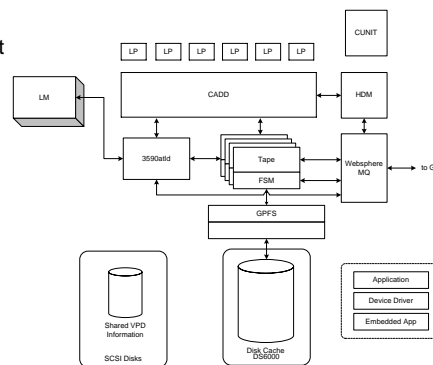 t
LP LP LP LP LP LP
CUNIT
LM
CADD
HDM
3590atld
Tape
FSM
Websphere
MQ
to G
GPFS
Shared VPD
Information
SCSI Disks
Disk Cache
DS6000
Application
Device Driver
Embedded App